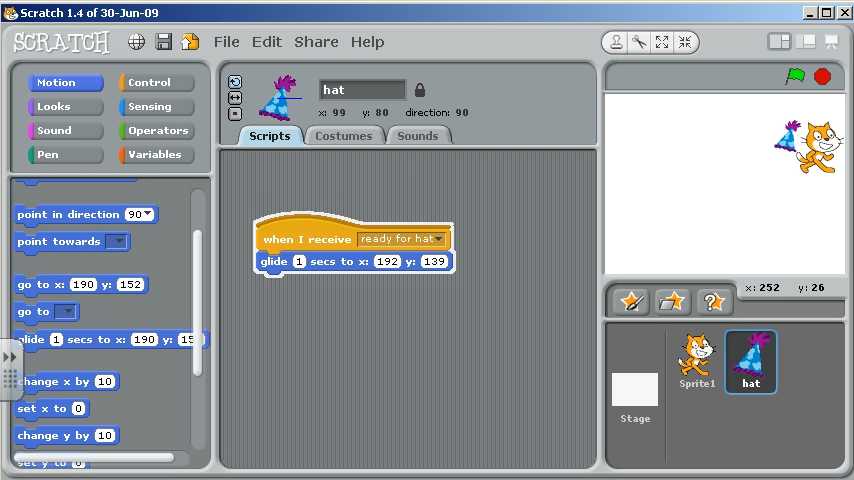 Scratch 1.4 of 30-Jun-09
SCRATCH File Edit Share Help
Motion Control
Looks Sensing
Sound Operators
Pen Variables
point in direction 90
point towards
go to x: 190 y: 152
go to
glide 1 secs to x: 190 y: 15
change x by 10
set x to 0
change y by 10
set y to 0
hat
x: 99 y: 80 direction: 90
Scripts Costumes Sounds
when I receive ready for hat
glide 1 secs to x: 192 y: 139
x: 252 y: 26
Sprite1
hat
Stage